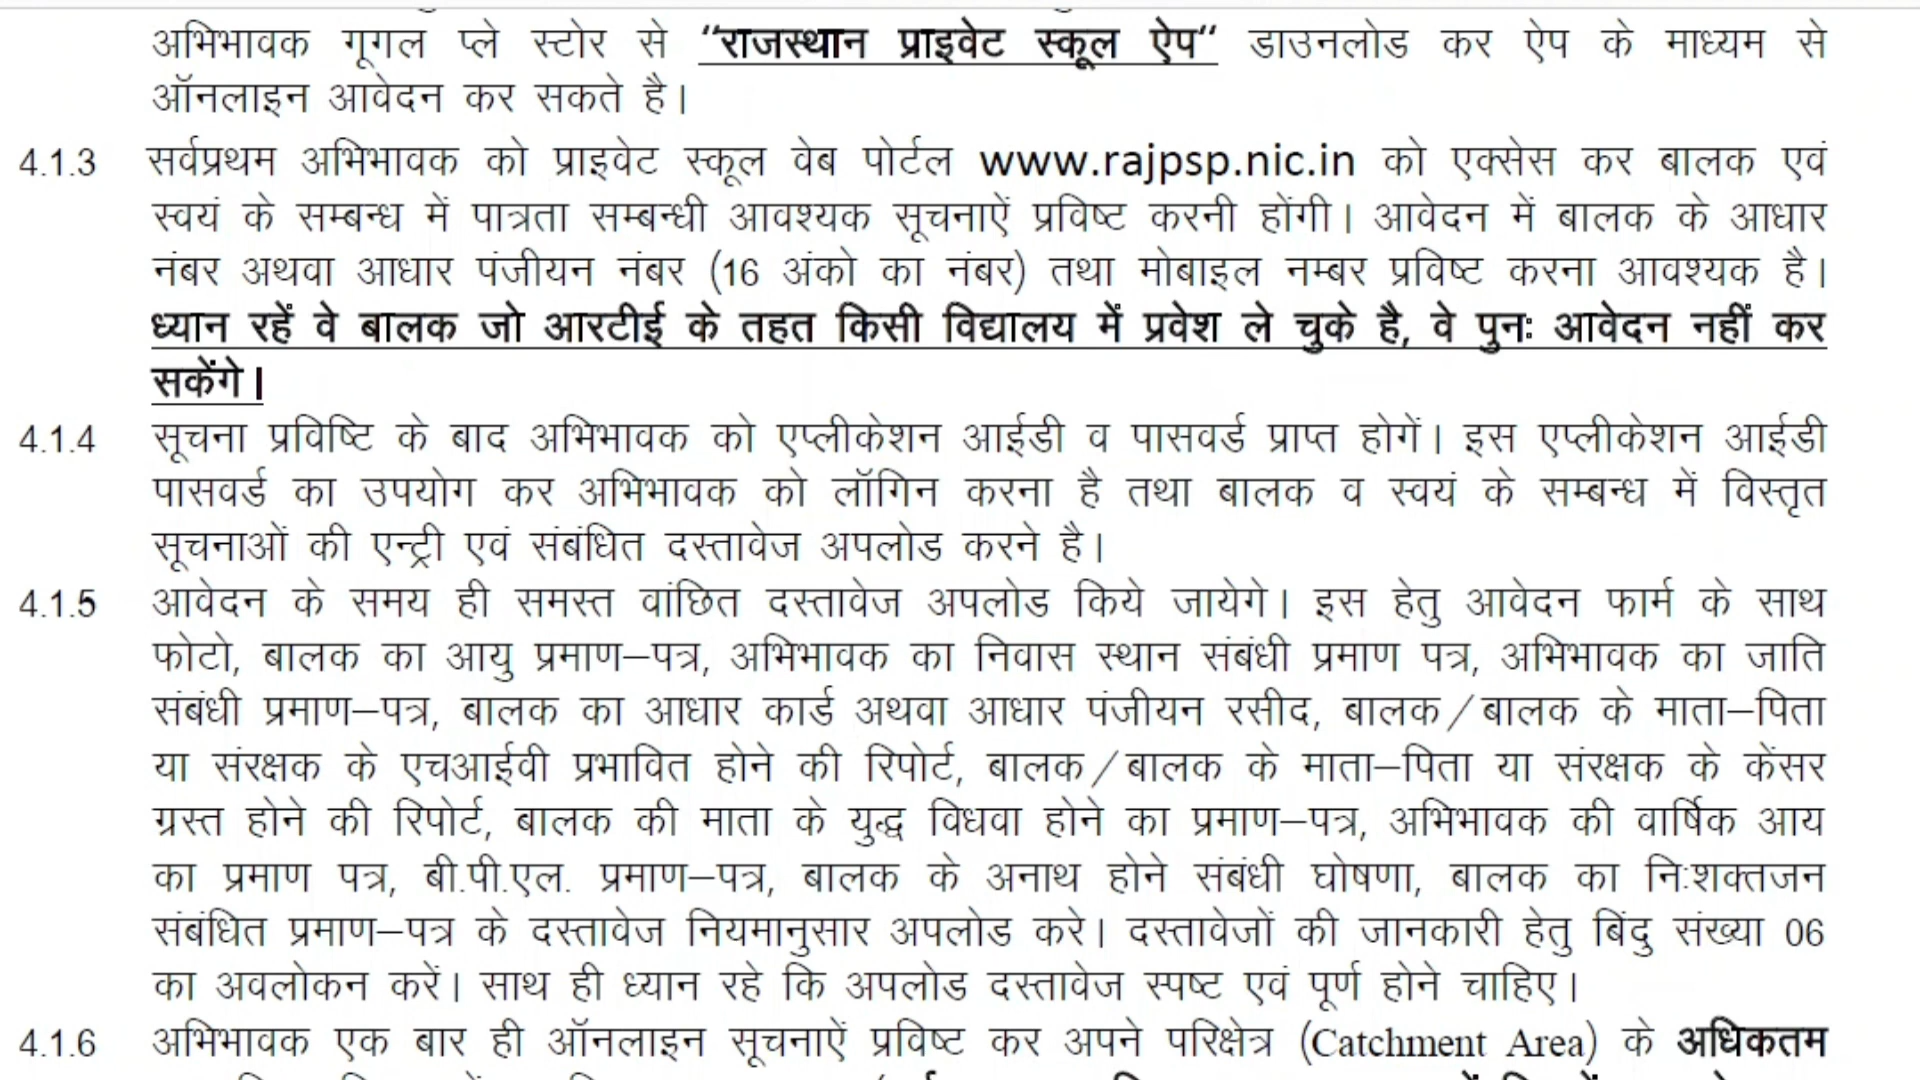 अभिभावक गूगल प्ले स्टोर से "राजस्थान प्राइवेट स्कूल ऐप" डाउनलोड कर ऐप के माध्यम से
ऑनलाइन आवेदन कर सकते है।
4.1.3 सर्वप्रथम अभिभावक को प्राइवेट स्कूल वेब पोर्टल www.rajpsp.nic.in को एक्सेस कर बालक एवं
स्वयं के सम्बन्ध में पात्रता सम्बन्धी आवश्यक सूचनाऐं प्रविष्ट करनी होंगी। आवेदन में बालक के आधार
नंबर अथवा आधार पंजीयन नंबर (16 अंको का नंबर) तथा मोबाइल नम्बर प्रविष्ट करना आवश्यक है।
ध्यान रहें वे बालक जो आरटीई के तहत किसी विद्यालय में प्रवेश ले चुके है, वे पुनः आवेदन नहीं कर
सकेंगे।
4.1.4 सूचना प्रविष्टि के बाद अभिभावक को एप्लीकेशन आईडी व पासवर्ड प्राप्त होगें। इस एप्लीकेशन आईडी
पासवर्ड का उपयोग कर अभिभावक को लॉगिन करना है तथा बालक व स्वयं के सम्बन्ध में विस्तृत
सूचनाओं की एन्ट्री एवं संबंधित दस्तावेज अपलोड करने है।
4.1.5 आवेदन के समय ही समस्त वांछित दस्तावेज अपलोड किये जायेगे। इस हेतु आवेदन फार्म के साथ
फोटो, बालक का आयु प्रमाण–पत्र, अभिभावक का निवास स्थान संबंधी प्रमाण पत्र, अभिभावक का जाति
संबंधी प्रमाण–पत्र, बालक का आधार कार्ड अथवा आधार पंजीयन रसीद, बालक/बालक के माता–पिता
या संरक्षक के एचआईवी प्रभावित होने की रिपोर्ट, बालक/बालक के माता–पिता या संरक्षक के केंसर
ग्रस्त होने की रिपोर्ट, बालक की माता के युद्ध विधवा होने का प्रमाण–पत्र, अभिभावक की वार्षिक आय
का प्रमाण पत्र, बी.पी.एल. प्रमाण–पत्र, बालक के अनाथ होने संबंधी घोषणा, बालक का नि:शक्तजन
संबंधित प्रमाण–पत्र के दस्तावेज नियमानुसार अपलोड करे। दस्तावेजों की जानकारी हेतु बिंदु संख्या 06
का अवलोकन करें। साथ ही ध्यान रहे कि अपलोड दस्तावेज स्पष्ट एवं पूर्ण होने चाहिए।
4.1.6 अभिभावक एक बार ही ऑनलाइन सूचनाऐं प्रविष्ट कर अपने परिक्षेत्र (Catchment Area) के अधिकतम